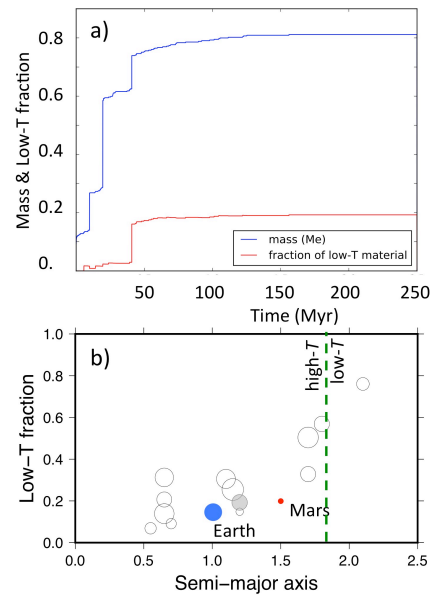 a)
Mass & Low-T fraction
0.8
0.6
0.4
0.2
0.
mass (Me)
fraction of low-T material
50
100
150
200
250
Time (Myr)
b)
Low-T fraction
1.0
0.8
0.6
0.4
0.2
0.0
high-T
low-T
Mars
Earth
0.0
0.5
1.0
1.5
2.0
2.5
Semi-major axis